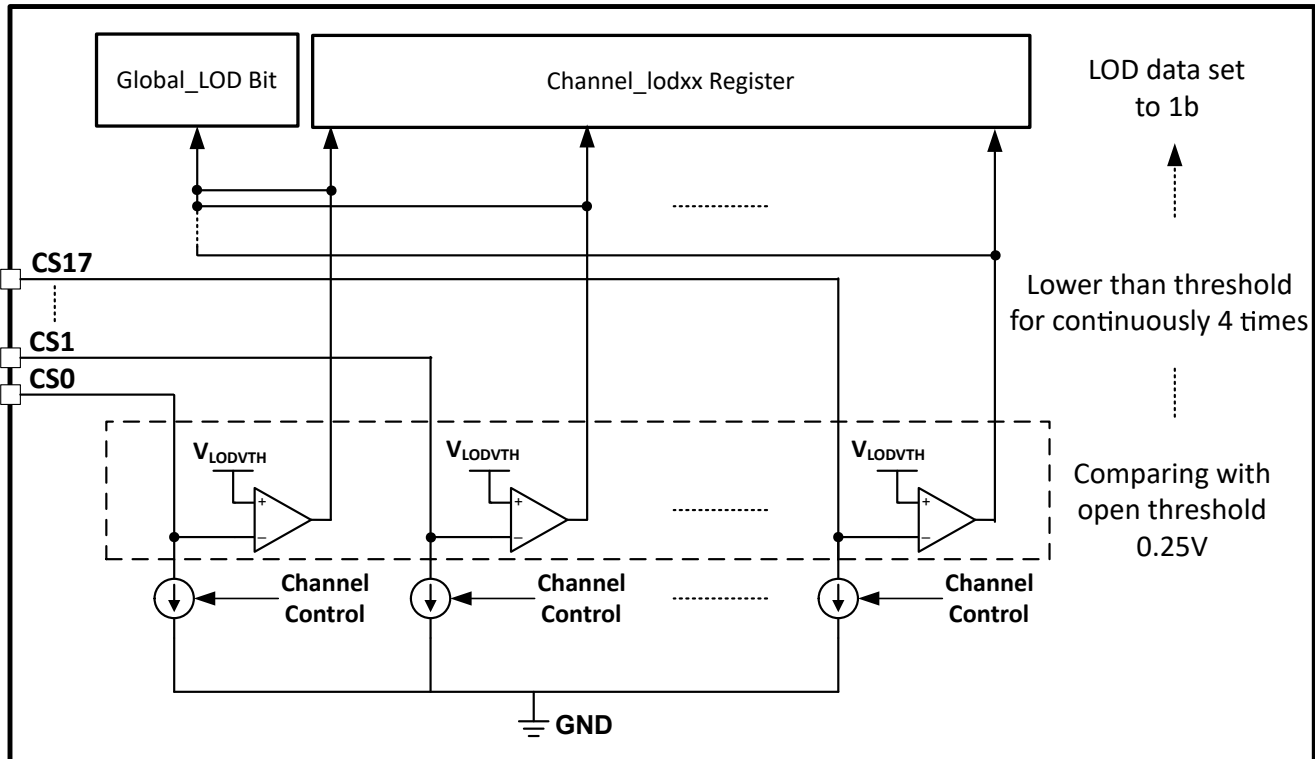 Global_LOD Bit
Channel_lodxx Register
LOD data set
to 1b
CS17
Lower than threshold
for continuously 4 times
CS1
CS0
VLODVTH
VLODVTH
VLODVTH
+
+
+
−
−
−
Comparing with
open threshold
0.25V
Channel
Control
Channel
Control
Channel
Control
GND